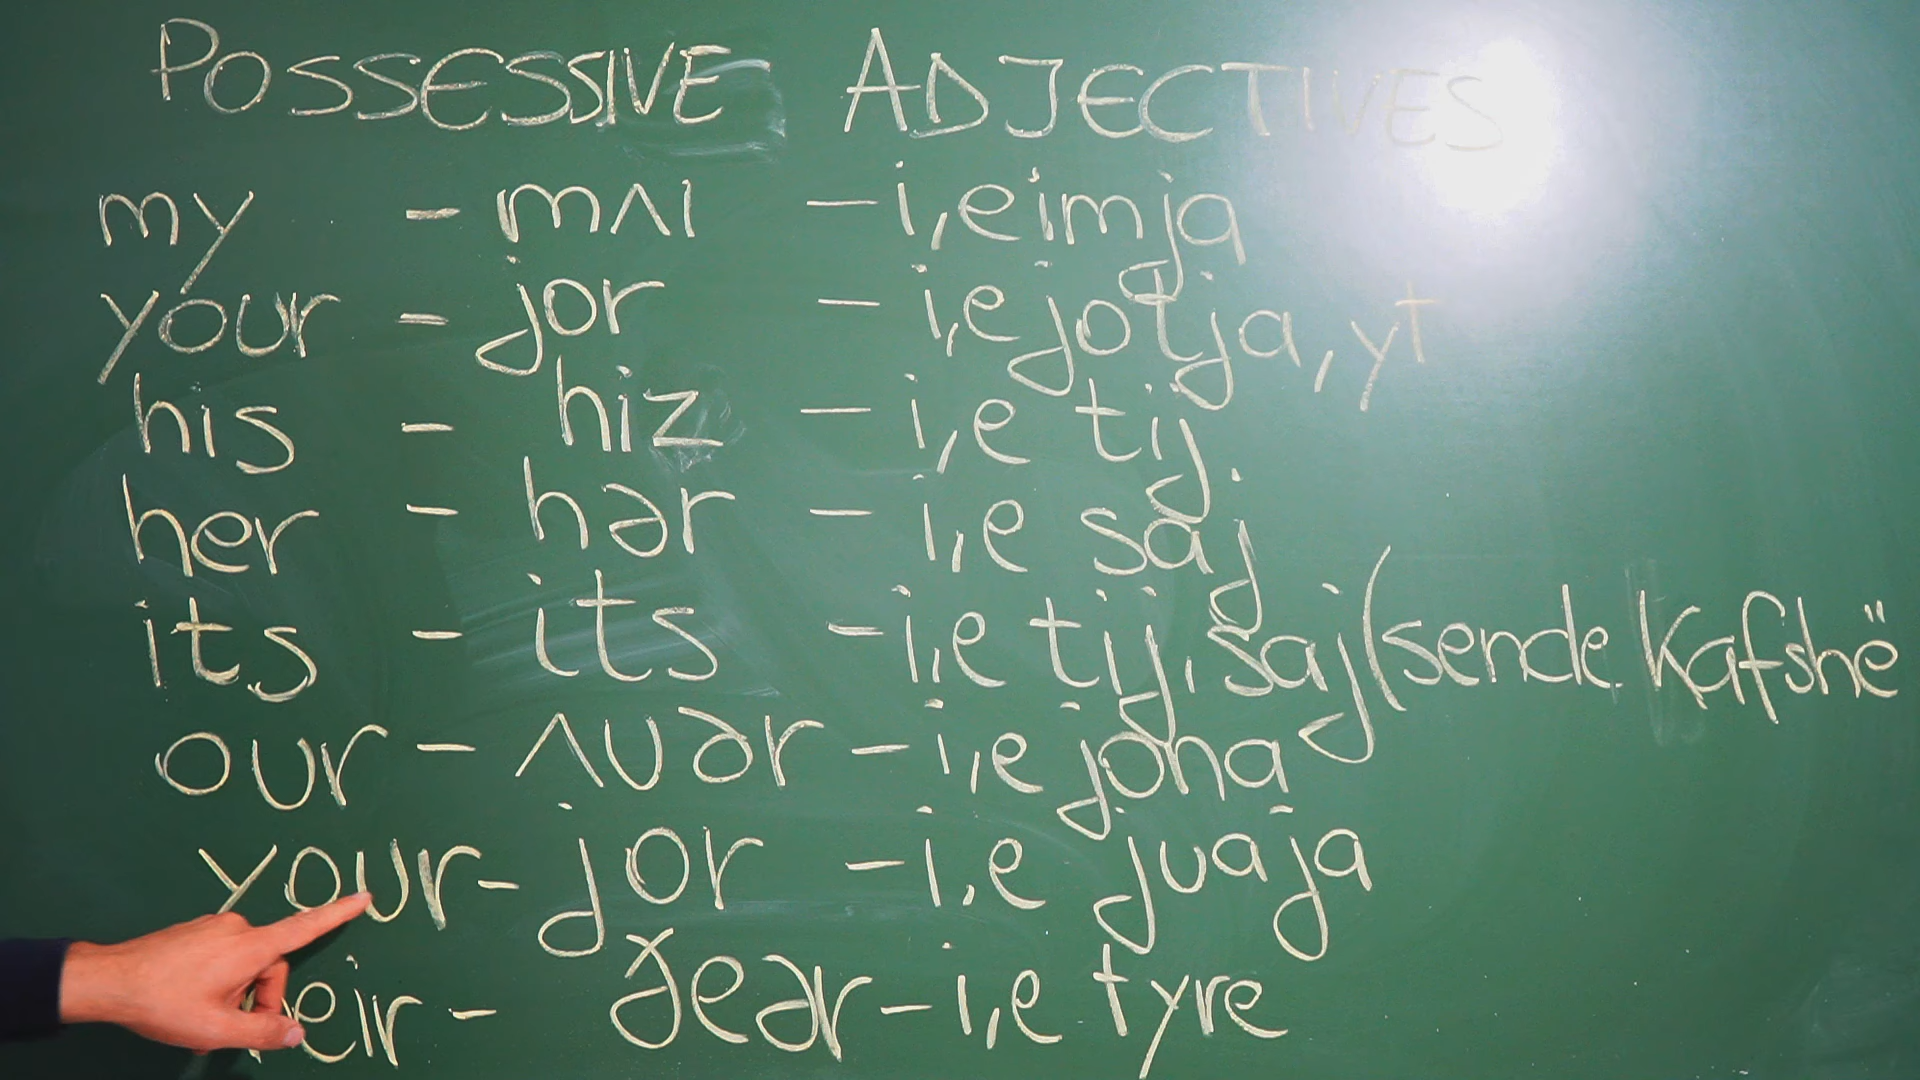 POSSESSIVE ADJECTIVES
my - mʌı - i,e imja
your - jor - i,e jotja, yt
his - hiz - i,e tij.
her - hər - i,e saj
its - its - i,e tij, saj (sende Kafshë
our - ʌuər - i,e jona
your - jor - i,e juaja
eir - ðeər - i,e tyre